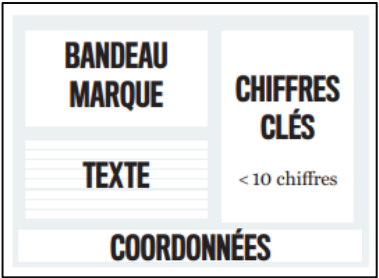 BANDEAU
MARQUE
CHIFFRES
CLÉS
< 10 chiffres
TEXTE
COORDONNÉES